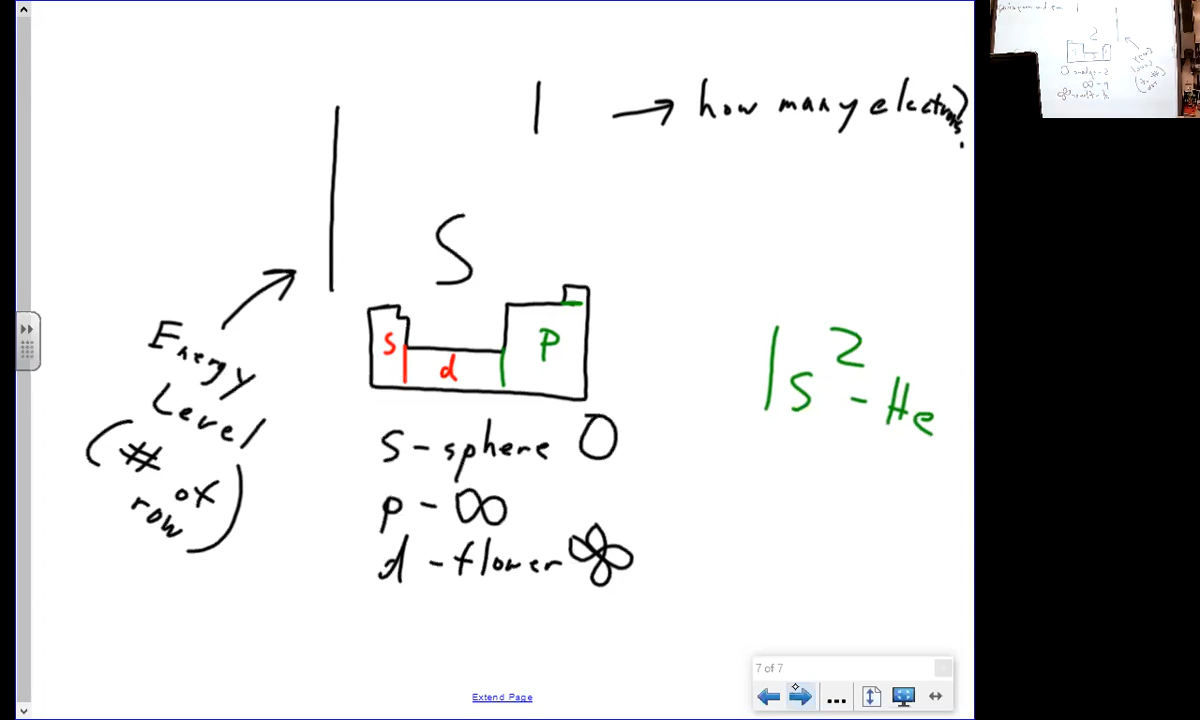 1 → how many electrons?
1
S
s
d
P
Energy
Level
(# of
row)
s - sphere
p - ∞
d - flower
1s² - He
Extend Page
7 of 7